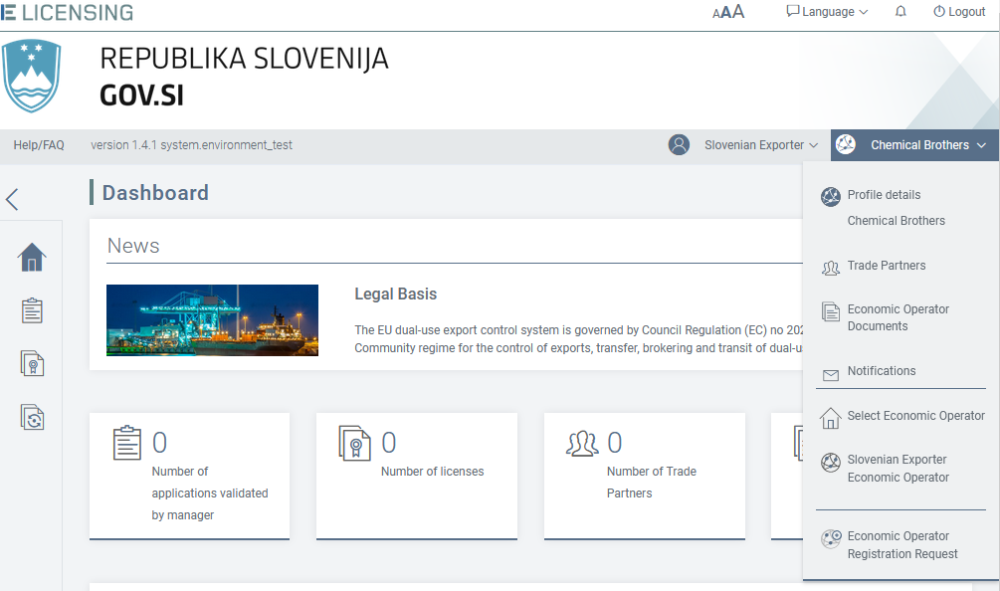 E LICENSING
AAA
Language
Logout
REPUBLIKA SLOVENIJA
GOV.SI
Help/FAQ
version 1.4.1 system.environment_test
Slovenian Exporter
Chemical Brothers
Dashboard
News
Legal Basis
The EU dual-use export control system is governed by Council Regulation (EC) no
Community regime for the control of exports, transfer, brokering and transit of
0
Number of
applications validated
by manager
0
Number of licenses
0
Number of Trade
Partners
Profile details
Chemical Brothers
Trade Partners
Economic Operator
Documents
Notifications
Select Economic Operator
Slovenian Exporter
Economic Operator
Economic Operator
Registration Request